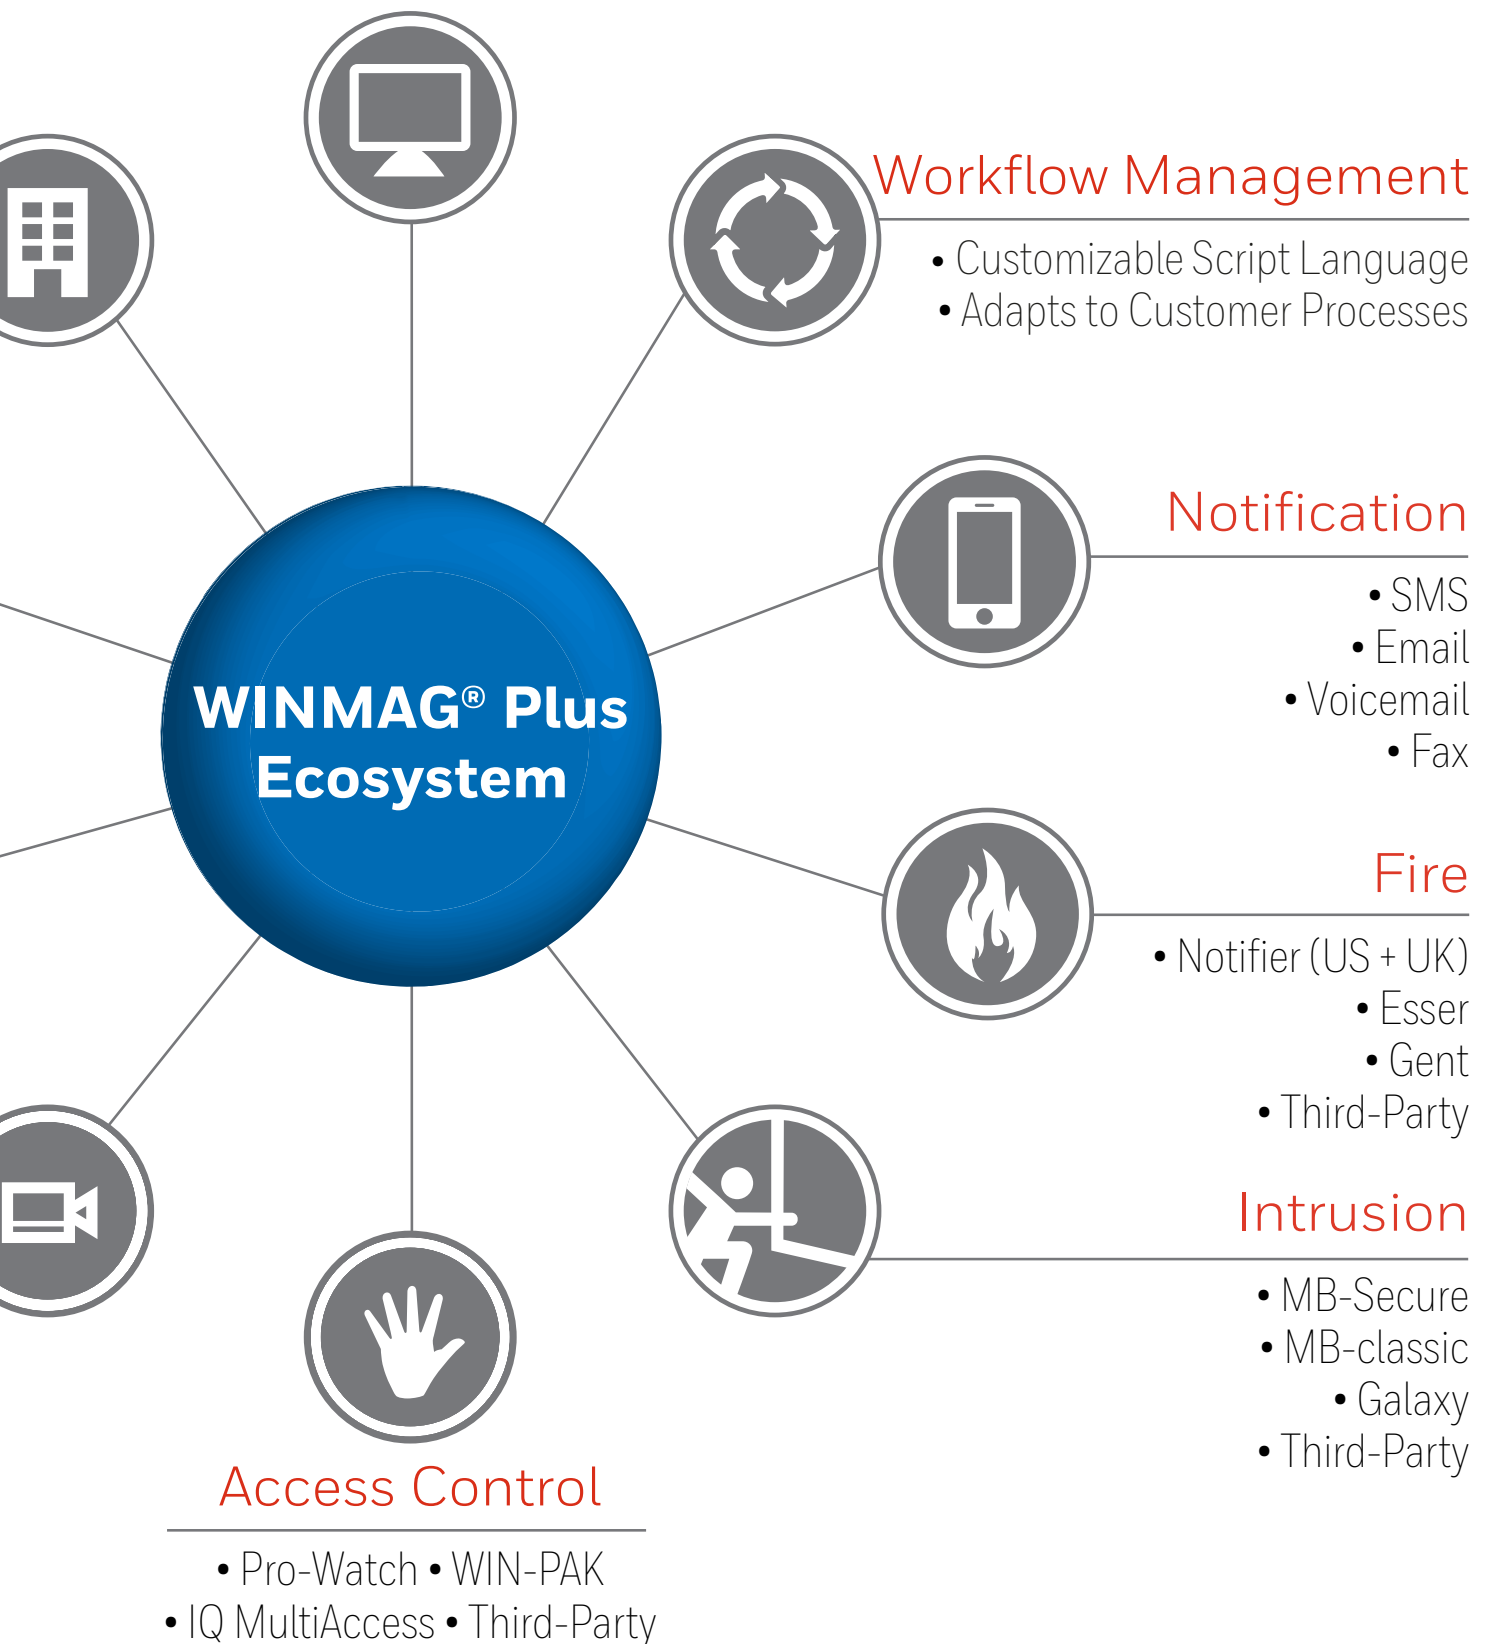 Workflow Management
• Customizable Script Language
• Adapts to Customer Processes
Notification
• SMS
• Email
• Voicemail
• Fax
WINMAG® Plus
Ecosystem
Fire
• Notifier (US + UK)
• Esser
• Gent
• Third-Party
Intrusion
• MB-Secure
• MB-classic
• Galaxy
• Third-Party
Access Control
• Pro-Watch • WIN-PAK
• IQ MultiAccess • Third-Party